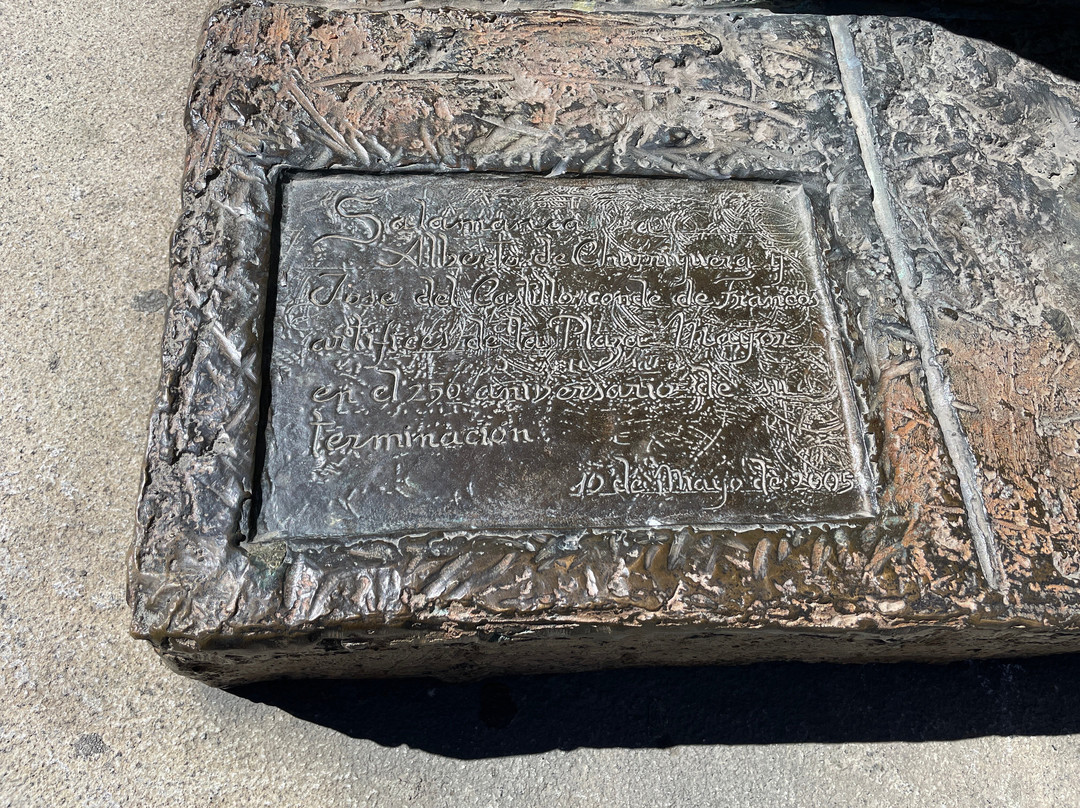 Salamanca a
Alberto de Churriguera y
Jose del Castillo, conde de Francos
artifices de la Plaza Mayor
en el 250 aniversario de su
terminación.
10 de Mayo de 2005